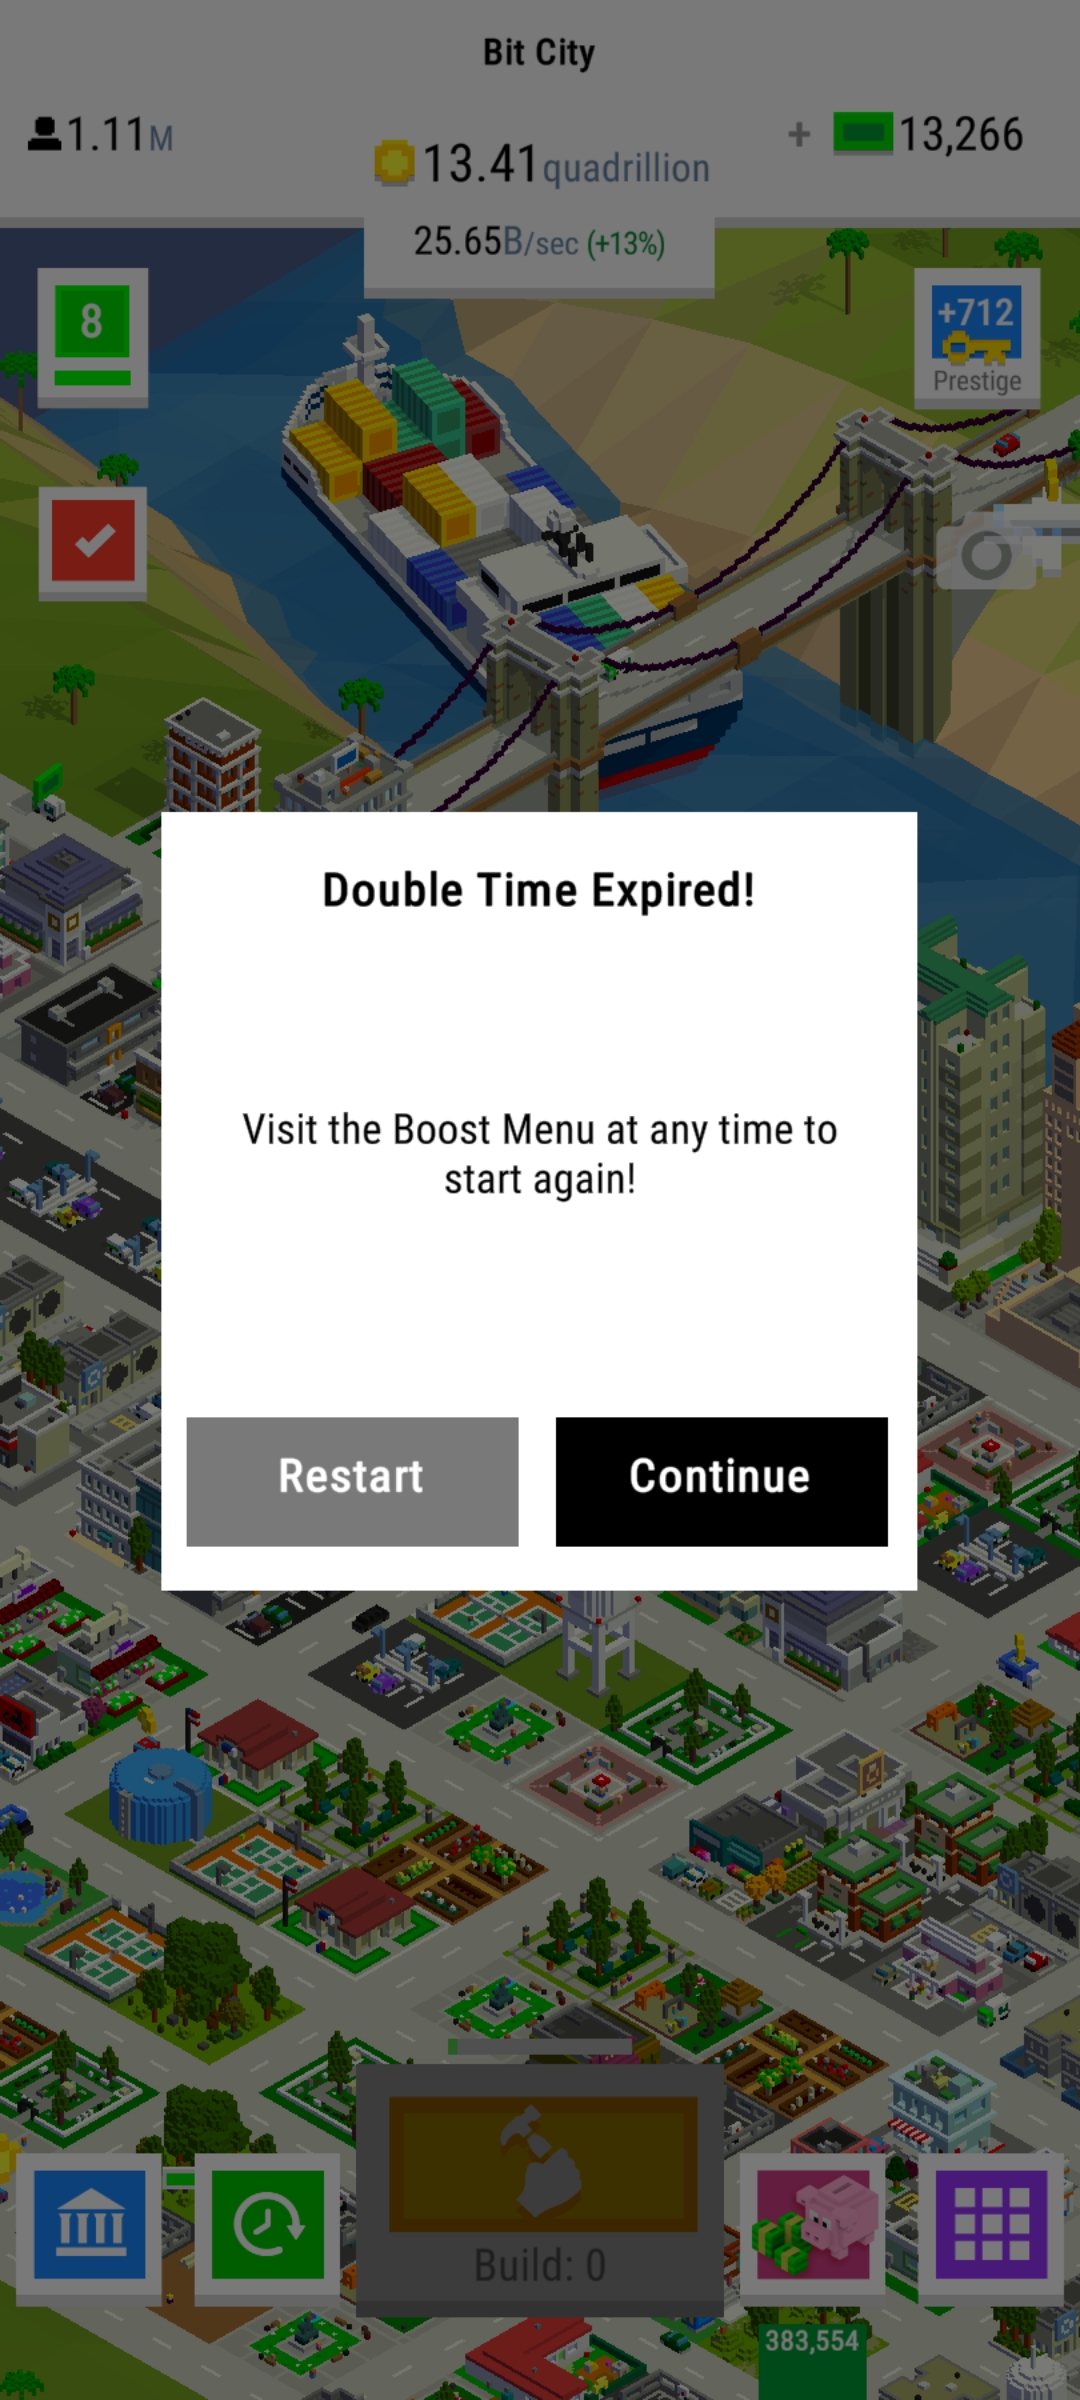 Bit City
1.11M
13.41quadrillion
+ 13,266
25.65B/sec (+13%)
8
+712
Prestige
Double Time Expired!
Visit the Boost Menu at any time to
start again!
Restart
Continue
Build: 0
383,554